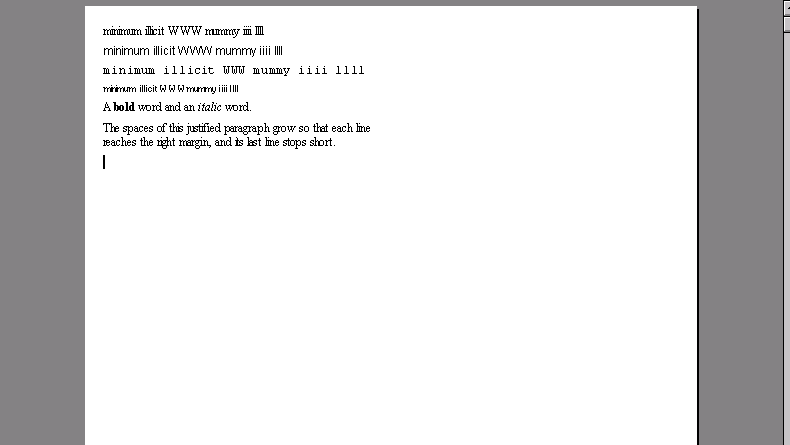 minimum illicit WWW mummy iiii llll
minimum illicit WWW mummy iiii llll
minimum illicit WWW mummy iiii llll
minimum illicit WWW mummy iiii llll
A bold word and an italic word.
The spaces of this justified paragraph grow so that each line
reaches the right margin, and its last line stops short.